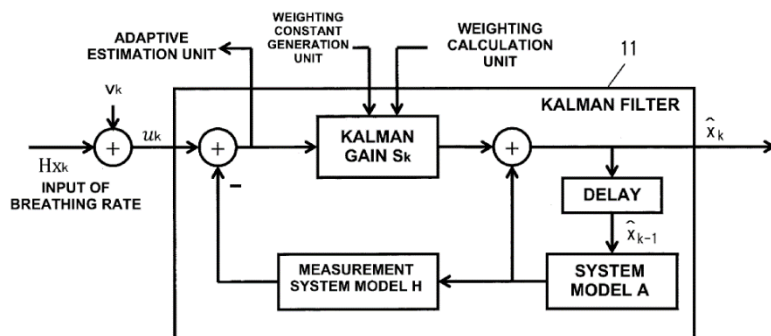 WEIGHTING
CONSTANT
GENERATION
UNIT
WEIGHTING
CALCULATION
UNIT
ADAPTIVE
ESTIMATION UNIT
11
KALMAN FILTER
vk
uk
Hxk
INPUT OF
BREATHING RATE
+
+
−
KALMAN
GAIN Sk
+
x̂k
DELAY
x̂k−1
MEASUREMENT
SYSTEM MODEL H
SYSTEM
MODEL A